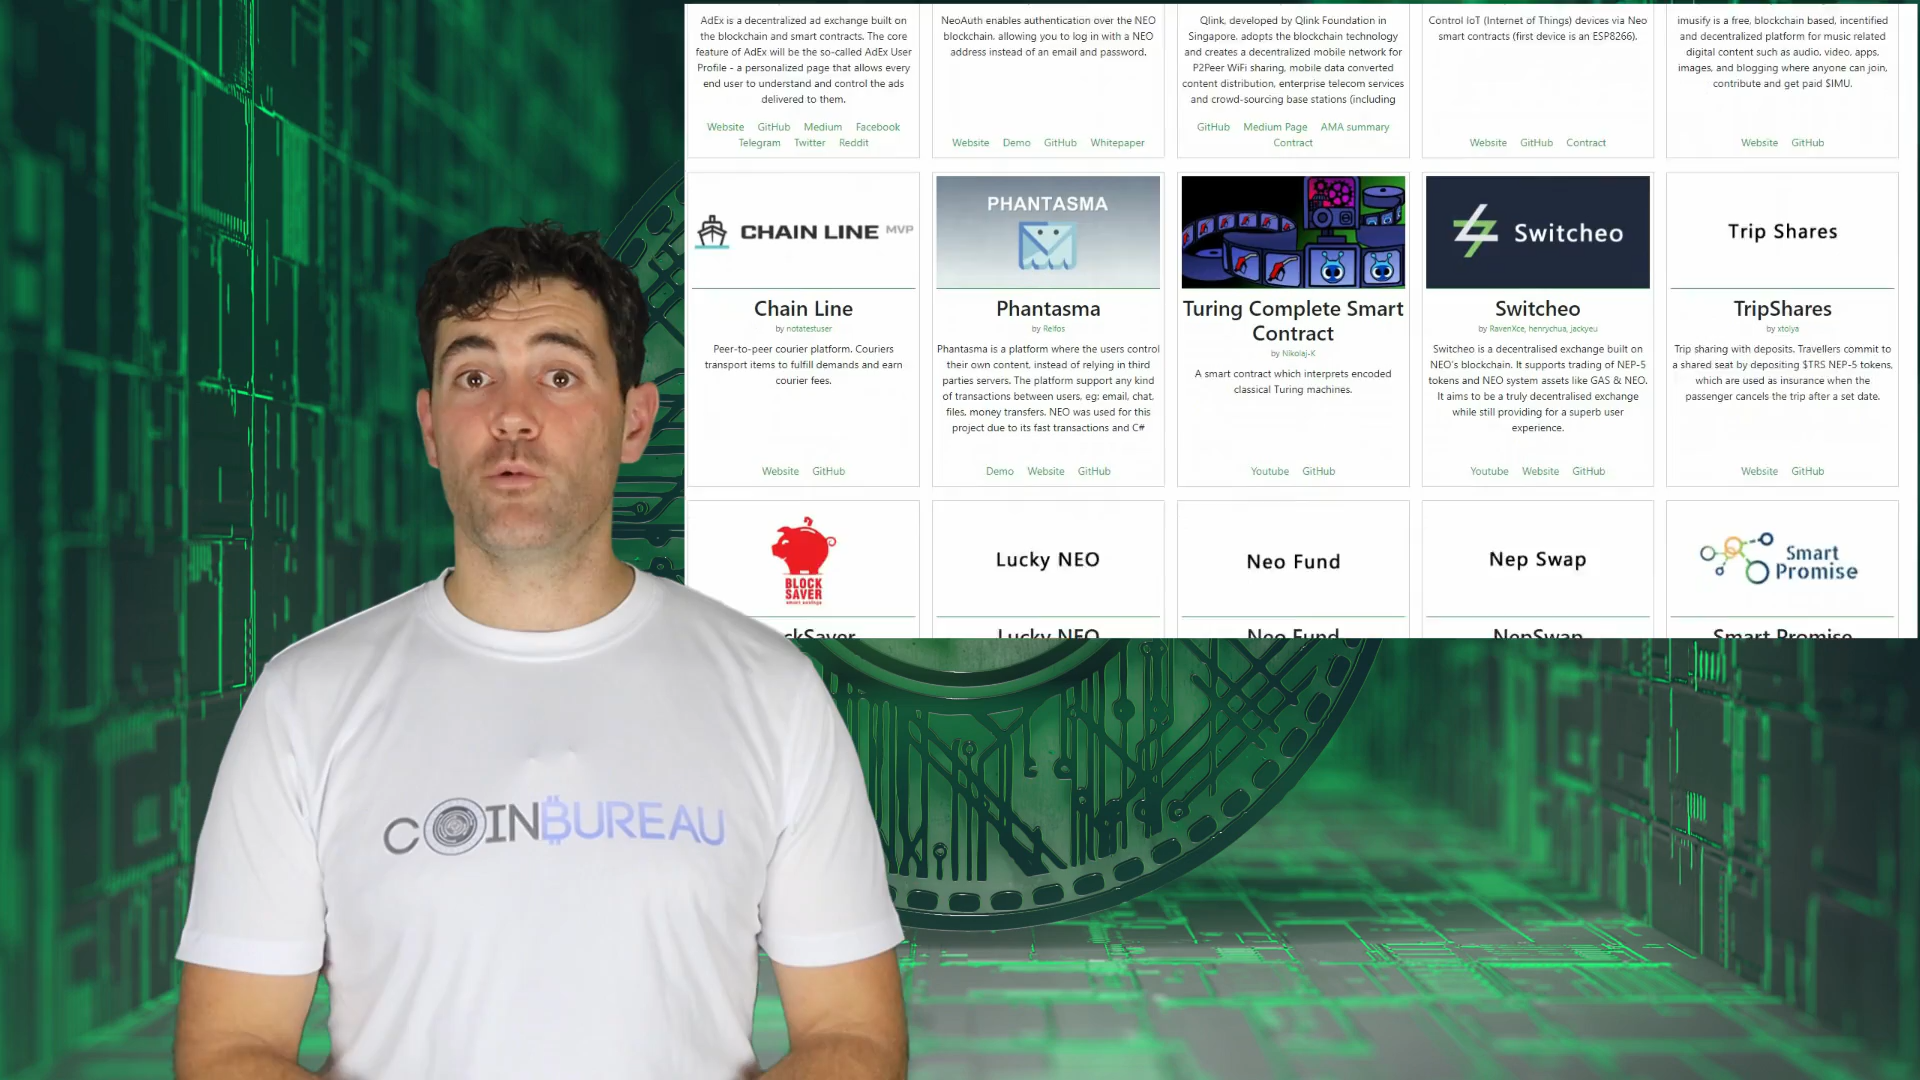 AdEx is a decentralized ad exchange built on
the blockchain and smart contracts. The core
feature of AdEx will be the so-called AdEx User
Profile - a personalized page that allows every
end user to understand and control the ads
delivered to them.
Website GitHub Medium Facebook
Telegram Twitter Reddit
NeoAuth enables authentication over the NEO
blockchain. allowing you to log in with a NEO
address instead of an email and password.
Website Demo GitHub Whitepaper
Qlink, developed by Qlink Foundation in
Singapore. adopts the blockchain technology
and creates a decentralized mobile network for
P2Peer WiFi sharing, mobile data converted
content distribution, enterprise telecom services
and crowd-sourcing base stations (including
GitHub Medium Page AMA summary
Contract
Control IoT (Internet of Things) devices via Neo
smart contracts (first device is an ESP8266).
Website GitHub Contract
imusify is a free, blockchain based, incentified
and decentralized platform for music related
digital content such as audio, video, apps,
images, and blogging where anyone can join,
contribute and get paid $IMU.
Website GitHub
CHAIN LINE MVP
Chain Line
by notatestuser
Peer-to-peer courier platform. Couriers
transport items to fulfill demands and earn
courier fees.
Website GitHub
PHANTASMA
Phantasma
by Relfos
Phantasma is a platform where the users control
their own content, instead of relying in third
parties servers. The platform support any kind
of transactions between users, eg: email, chat,
files, money transfers. NEO was used for this
project due to its fast transactions and C#
Demo Website GitHub
Turing Complete Smart
Contract
by Nikolaj-K
A smart contract which interprets encoded
classical Turing machines.
Youtube GitHub
Switcheo
Switcheo
by RavenXce, henrychua, jackyeu
Switcheo is a decentralised exchange built on
NEO's blockchain. It supports trading of NEP-5
tokens and NEO system assets like GAS & NEO.
It aims to be a truly decentralised exchange
while still providing for a superb user
experience.
Youtube Website GitHub
Trip Shares
TripShares
by xtolya
Trip sharing with deposits. Travellers commit to
a shared seat by depositing $TRS NEP-5 tokens,
which are used as insurance when the
passenger cancels the trip after a set date.
Website GitHub
BLOCK
SAVER
smart savings
ckSaver
Lucky NEO
Lucky NEO
Neo Fund
Neo Fund
Nep Swap
NepSwap
Smart
Promise
Smart Promise
COINBUREAU